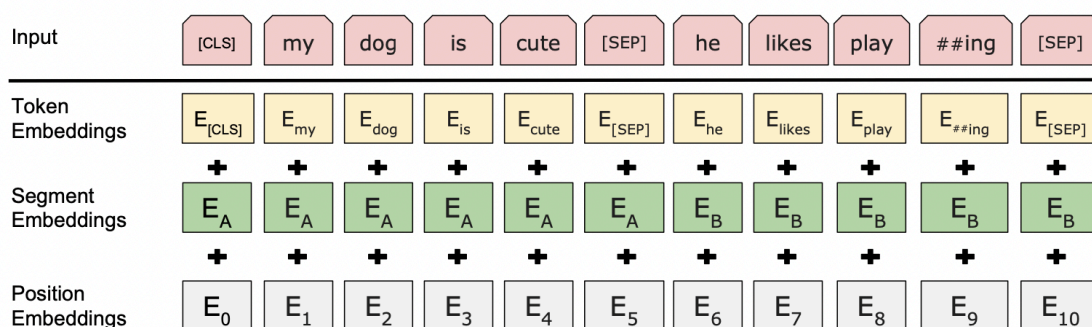 Input [CLS] my dog is cute [SEP] he likes play ##ing [SEP]
Token
Embeddings E[CLS] Emy Edog Eis Ecute E[SEP] Ehe Elikes Eplay E##ing E[SEP]
Segment
Embeddings EA EA EA EA EA EA EB EB EB EB EB
Position
Embeddings E0 E1 E2 E3 E4 E5 E6 E7 E8 E9 E10